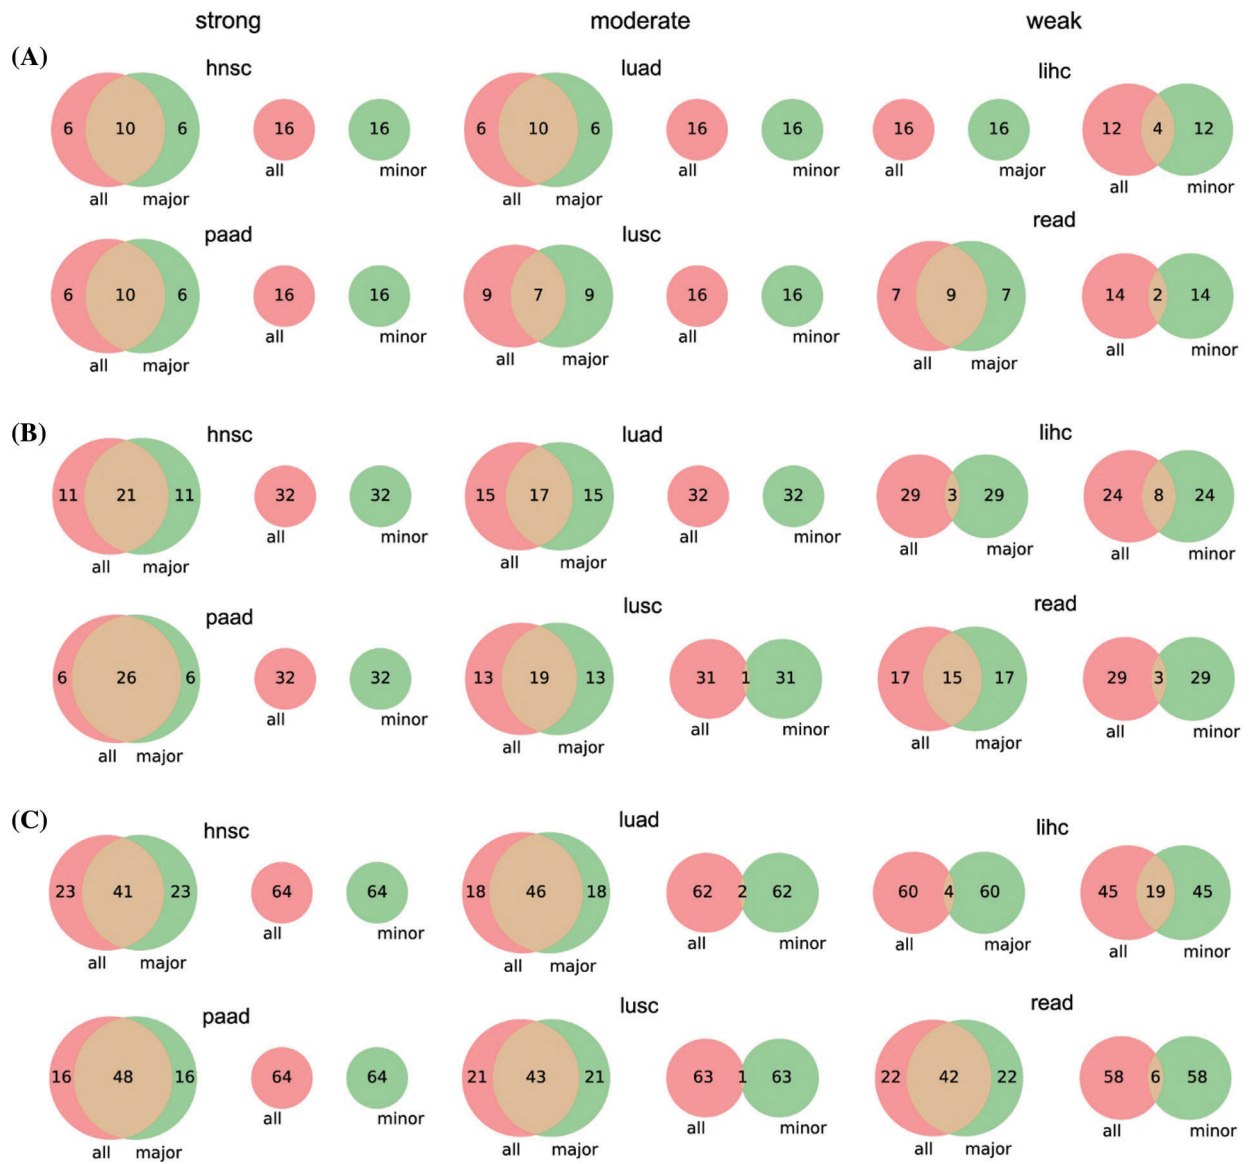 strong moderate weak
(A)
hnsc luad lihc
6 10 6 16 16 6 10 6 16 16 16 16 12 4 12
all major all minor all major all minor all major all minor
paad lusc read
6 10 6 16 16 9 7 9 16 16 7 9 7 14 2 14
all major all minor all major all minor all major all minor
(B)
hnsc luad lihc
11 21 11 32 32 15 17 15 32 32 29 3 29 24 8 24
all major all minor all major all minor all major all minor
paad lusc read
6 26 6 32 32 13 19 13 31 1 31 17 15 17 29 3 29
all major all minor all major all minor all major all minor
(C)
hnsc luad lihc
23 41 23 64 64 18 46 18 62 2 62 60 4 60 45 19 45
all major all minor all major all minor all major all minor
paad lusc read
16 48 16 64 64 21 43 21 63 1 63 22 42 22 58 6 58
all major all minor all major all minor all major all minor